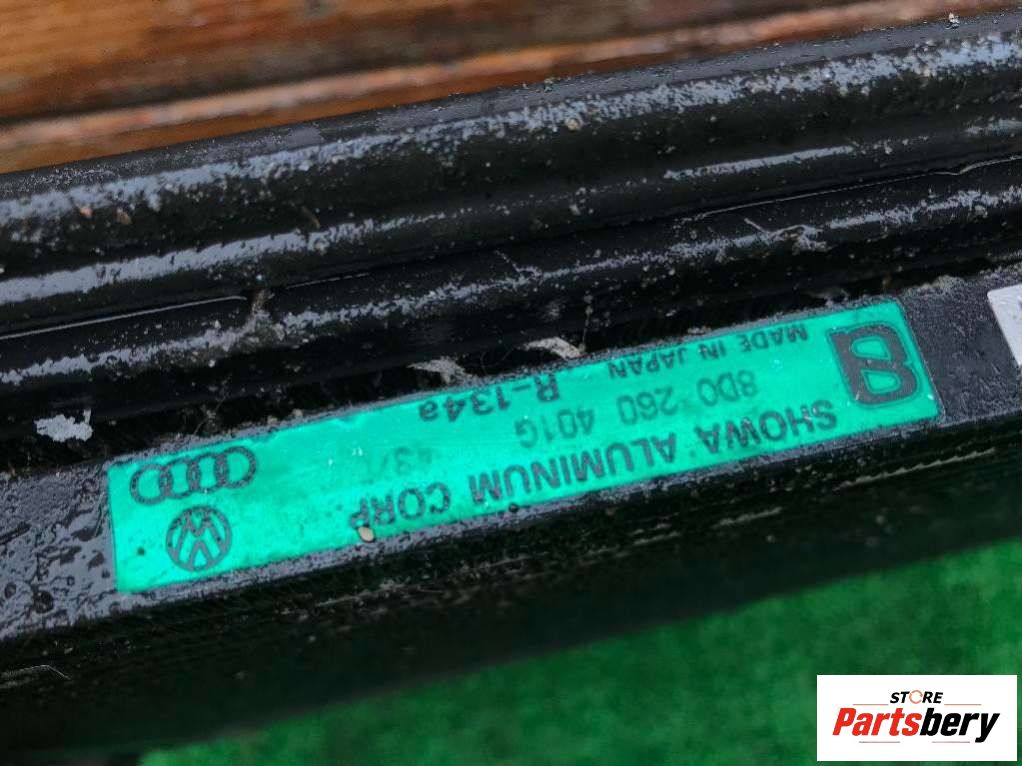 SHOWA ALUMINUM CORP
8D0 260 401G
MADE IN JAPAN R-134a
B
STORE
Partsbery